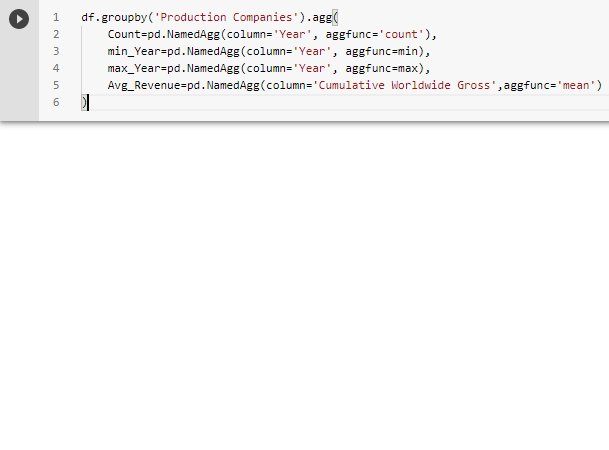 1 df.groupby('Production Companies').agg(
2 Count=pd.NamedAgg(column='Year', aggfunc='count'),
3 min_Year=pd.NamedAgg(column='Year', aggfunc=min),
4 max_Year=pd.NamedAgg(column='Year', aggfunc=max),
5 Avg_Revenue=pd.NamedAgg(column='Cumulative Worldwide Gross',aggfunc='mean')
6 )